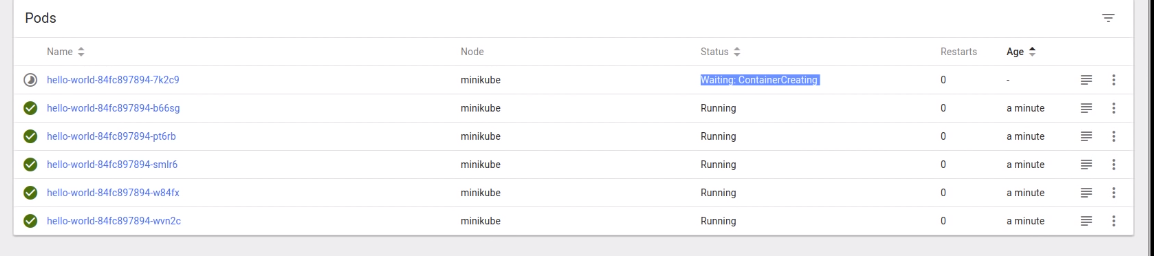 Pods
Name Node Status Restarts Age
hello-world-84fc897894-7k2c9 minikube Waiting: ContainerCreating 0 -
hello-world-84fc897894-b66sg minikube Running 0 a minute
hello-world-84fc897894-pt6rb minikube Running 0 a minute
hello-world-84fc897894-smlr6 minikube Running 0 a minute
hello-world-84fc897894-w84fx minikube Running 0 a minute
hello-world-84fc897894-wvn2c minikube Running 0 a minute